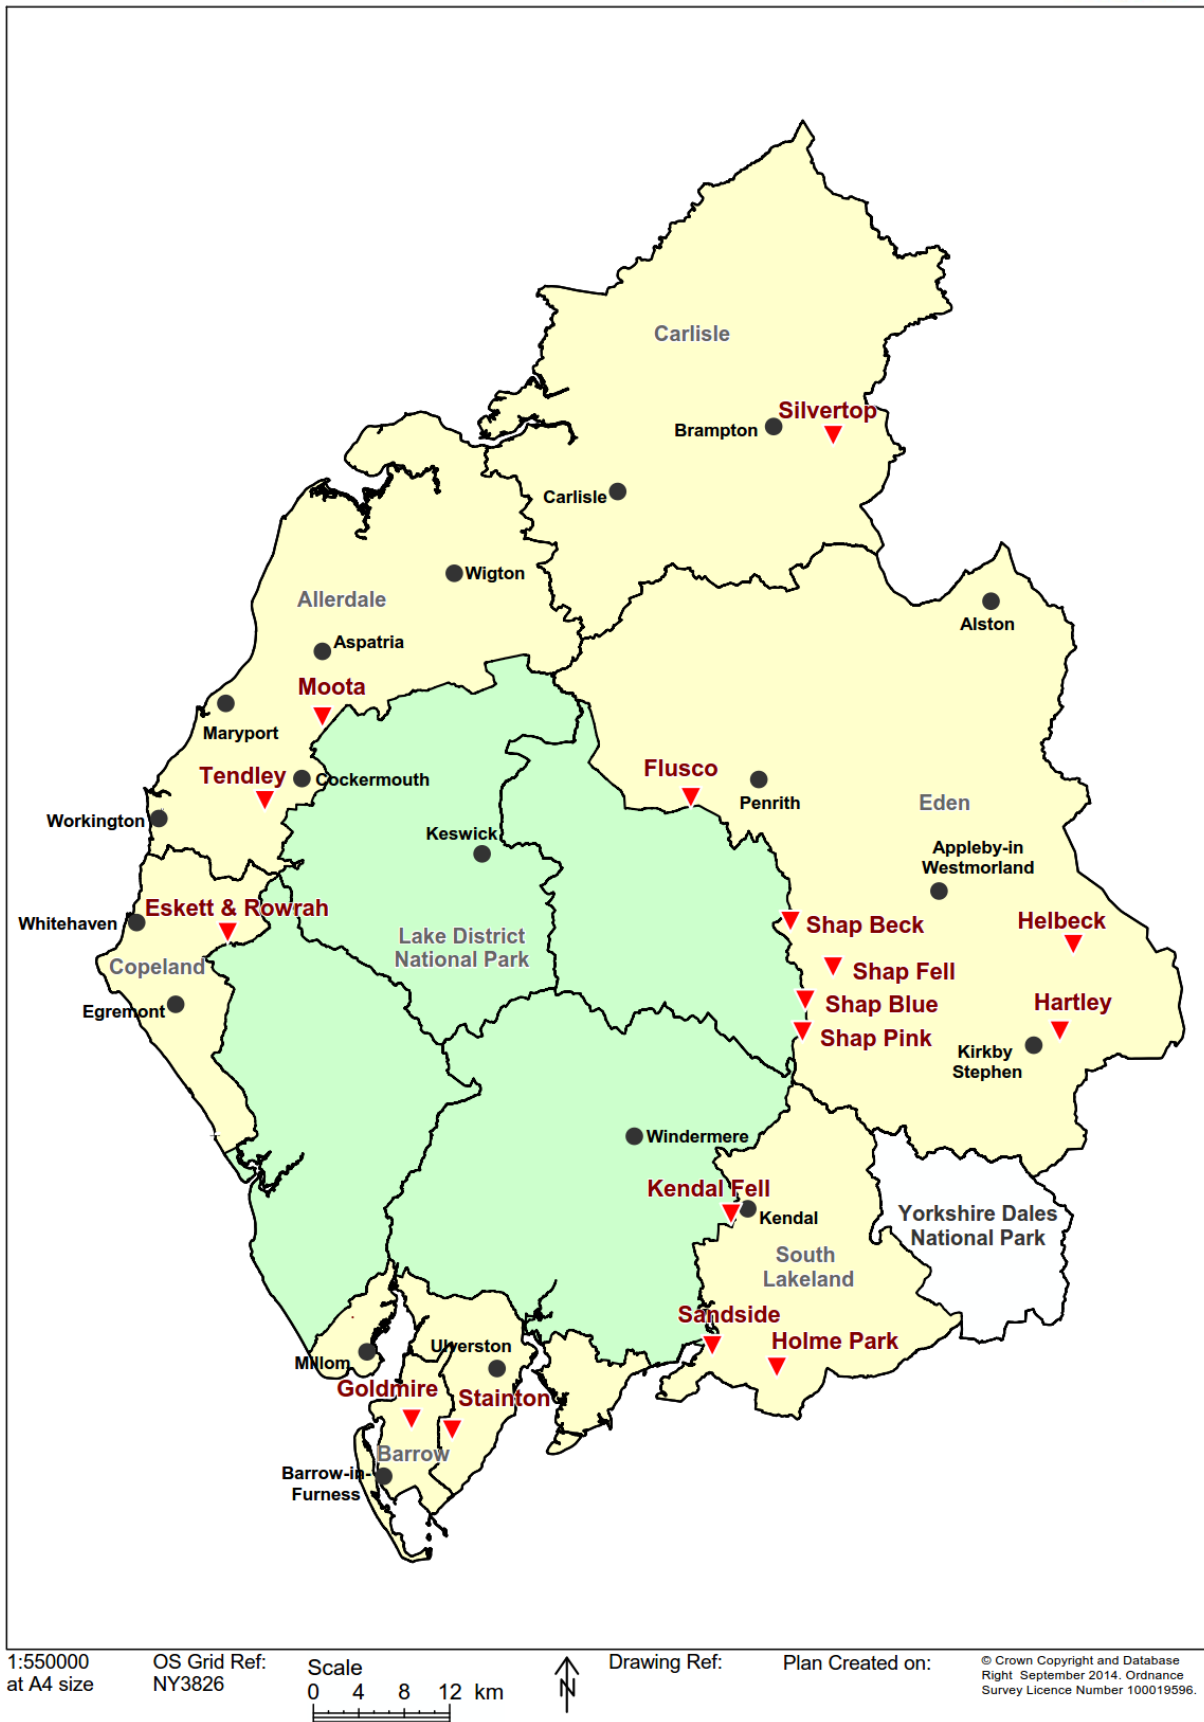 Carlisle
Silvertop
Brampton
Carlisle
Wigton
Allerdale
Alston
Aspatria
Moota
Maryport
Flusco
Tendley
Cockermouth
Penrith
Eden
Workington
Keswick
Appleby-in
Westmorland
Eskett & Rowrah
Whitehaven
Shap Beck
Helbeck
Lake District
National Park
Copeland
Shap Fell
Shap Blue
Hartley
Egremont
Shap Pink
Kirkby
Stephen
Windermere
Kendal Fell
Kendal
Yorkshire Dales
National Park
South
Lakeland
Sandside
Holme Park
Ulverston
Millom
Goldmire
Stainton
Barrow
Barrow-in-
Furness
1:550000
at A4 size
OS Grid Ref:
NY3826
Scale
0 4 8 12 km
N
Drawing Ref:
Plan Created on:
© Crown Copyright and Database
Right September 2014. Ordnance
Survey Licence Number 100019596.